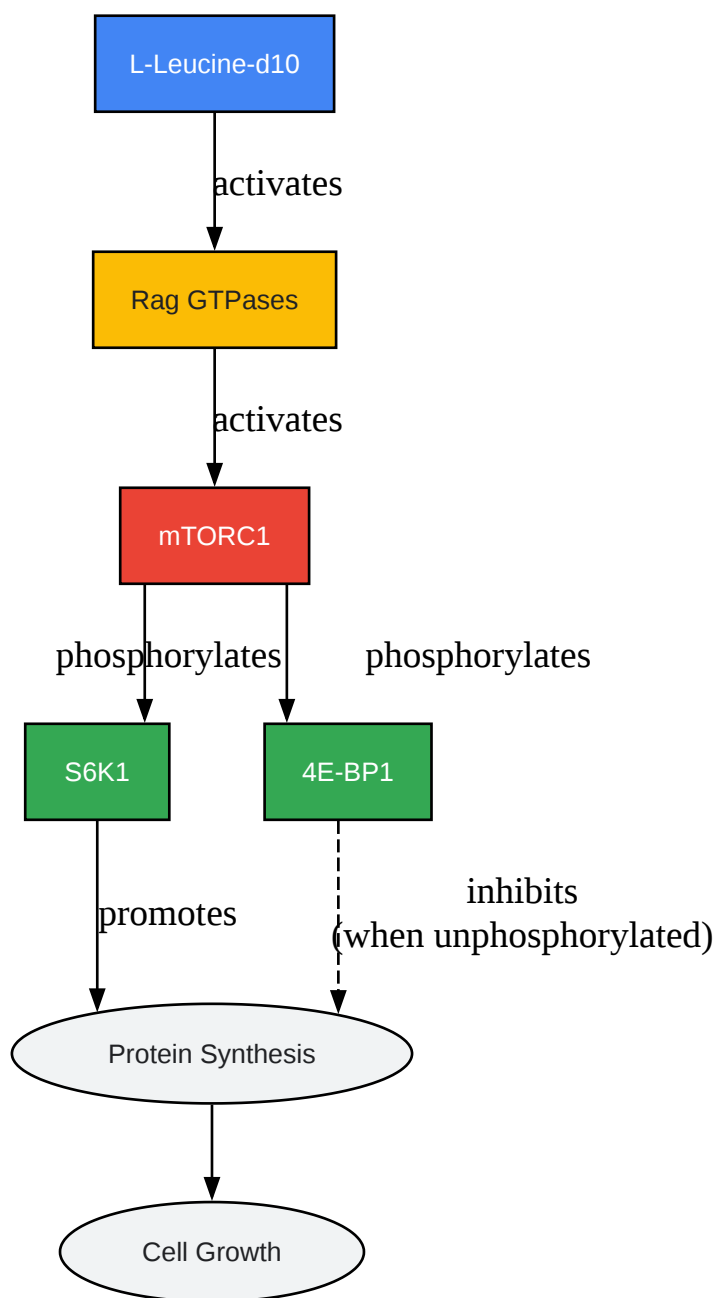 L-Leucine-d10
activates
Rag GTPases
activates
mTORC1
phosphorylates
phosphorylates
S6K1
4E-BP1
inhibits
(when unphosphorylated)
promotes
Protein Synthesis
Cell Growth